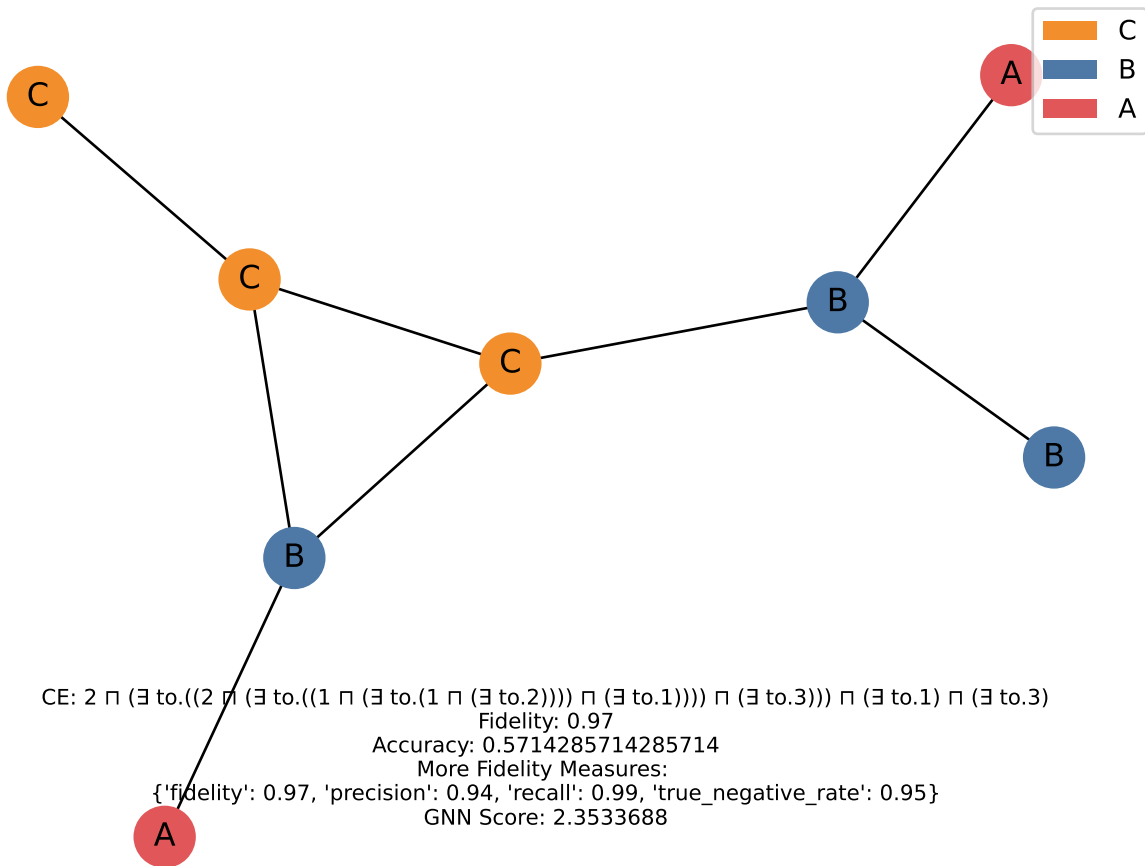 A
C
B
A
C
C
B
C
B
B
CE: 2 ⊓ (∃ to.((2 ⊓ (∃ to.((1 ⊓ (∃ to.(1 ⊓ (∃ to.2)))) ⊓ (∃ to.1)))) ⊓ (∃ to.3))) ⊓ (∃ to.1) ⊓ (∃ to.3)
Fidelity: 0.97
Accuracy: 0.5714285714285714
More Fidelity Measures:
{'fidelity': 0.97, 'precision': 0.94, 'recall': 0.99, 'true_negative_rate': 0.95}
GNN Score: 2.3533688
A